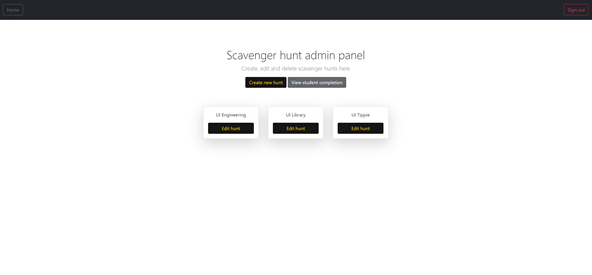 Home
Sign out
Scavenger hunt admin panel
Create, edit and delete scavenger hunts here
Create new hunt
View student completion
UI Engineering
UI Library
UI Tippie
Edit hunt
Edit hunt
Edit hunt